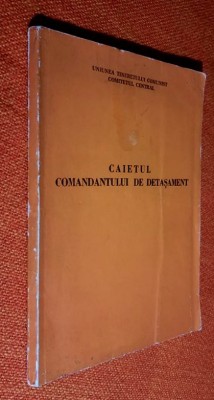 UNIUNEA TINERETULUI COMUNIST
COMITETUL CENTRAL
CAIETUL
COMANDANTULUI DE DETAȘAMENT